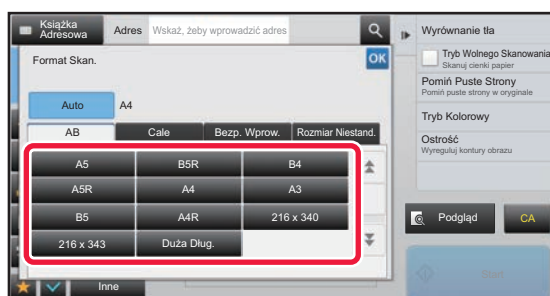 Książka
Adresowa
Adres
Wskaż, żeby wprowadzić adres
Format Skan.
OK
Auto
A4
AB
Cale
Bezp. Wprow.
Rozmiar Niestand.
A5
B5R
B4
A5R
A4
A3
B5
A4R
216 x 340
216 x 343
Duża Dług.
Inne
Wyrównanie tła
Tryb Wolnego Skanowania
Skanuj cienki papier
Pomiń Puste Strony
Pomiń puste strony w oryginale
Tryb Kolorowy
Ostrość
Wyreguluj kontury obrazu
Podgląd
CA
Start